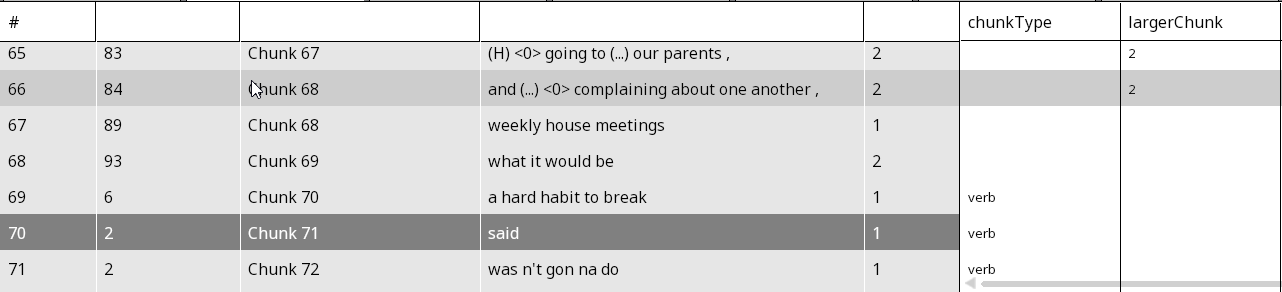 # chunkType largerChunk
65 83 Chunk 67 (H) <0> going to (...) our parents , 2 2
66 84 Chunk 68 and (...) <0> complaining about one another , 2 2
67 89 Chunk 68 weekly house meetings 1
68 93 Chunk 69 what it would be 2
69 6 Chunk 70 a hard habit to break 1 verb
70 2 Chunk 71 said 1 verb
71 2 Chunk 72 was n't gon na do 1 verb